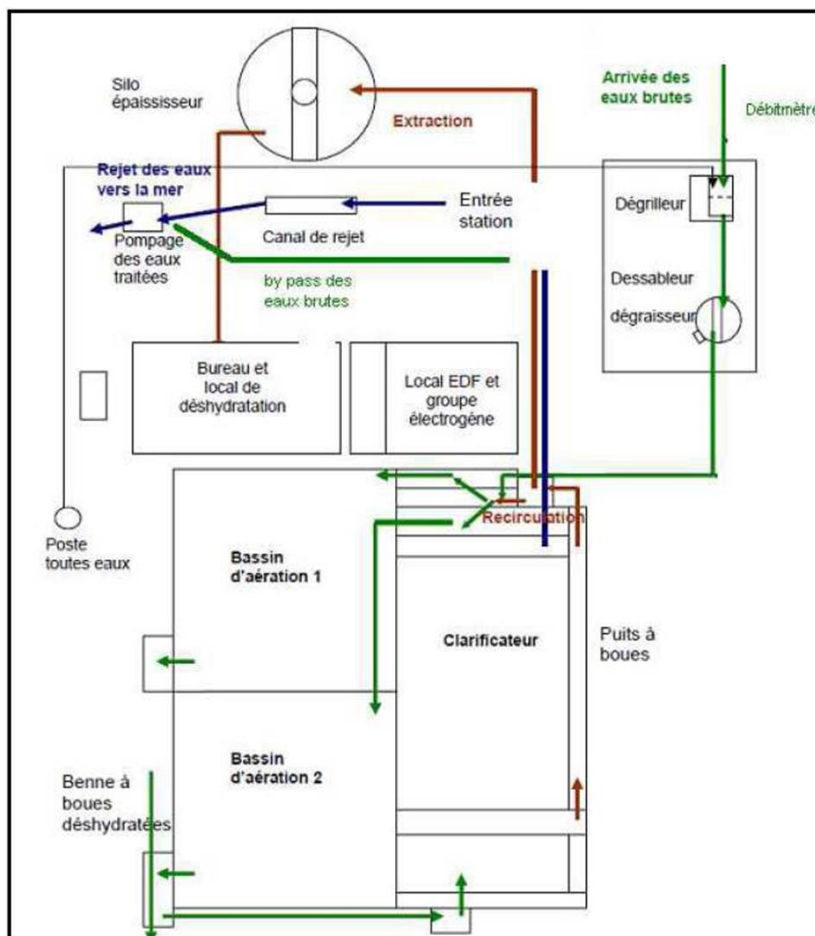 Silo
épaississeur
Arrivée des
eaux brutes
Débitmètre
Extraction
Rejet des eaux
vers la mer
Entrée
station
Dégrilleur
Canal de rejet
Pompage
des eaux
traitées
by pass des
eaux brutes
Dessableur
dégraisseur
Bureau et
local de
déshydratation
Local EDF et
groupe
électrogène
Recirculation
Poste
toutes eaux
Bassin
d'aération 1
Clarificateur
Puits à
boues
Bassin
d'aération 2
Benne à
boues
déshydratées